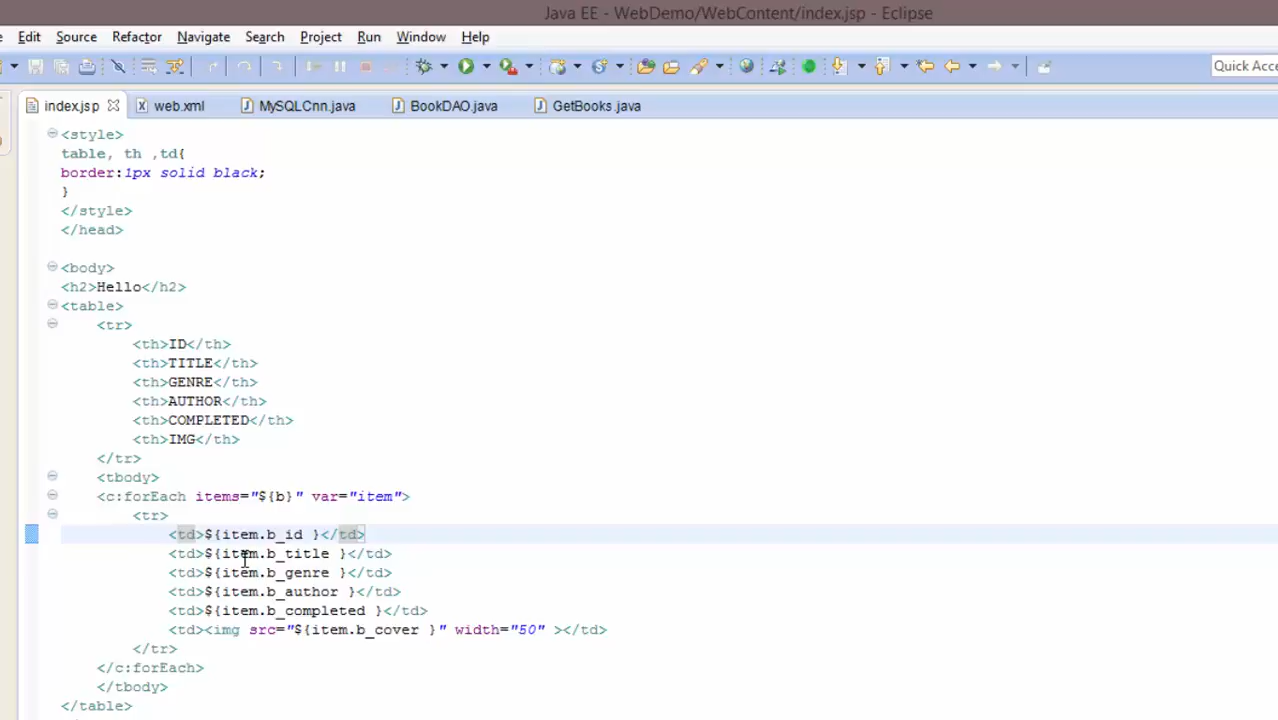 Java EE - WebDemo/WebContent/index.jsp - Eclipse
Edit Source Refactor Navigate Search Project Run Window Help
Quick Acce
index.jsp web.xml MySQLCnn.java BookDAO.java GetBooks.java
<style>
table, th ,td{
border:1px solid black;
}
</style>
</head>
<body>
<h2>Hello</h2>
<table>
<tr>
<th>ID</th>
<th>TITLE</th>
<th>GENRE</th>
<th>AUTHOR</th>
<th>COMPLETED</th>
<th>IMG</th>
</tr>
<tbody>
<c:forEach items="${b}" var="item">
<tr>
<td>${item.b_id }</td>
<td>${item.b_title }</td>
<td>${item.b_genre }</td>
<td>${item.b_author }</td>
<td>${item.b_completed }</td>
<td><img src="${item.b_cover }" width="50" ></td>
</tr>
</c:forEach>
</tbody>
</table>